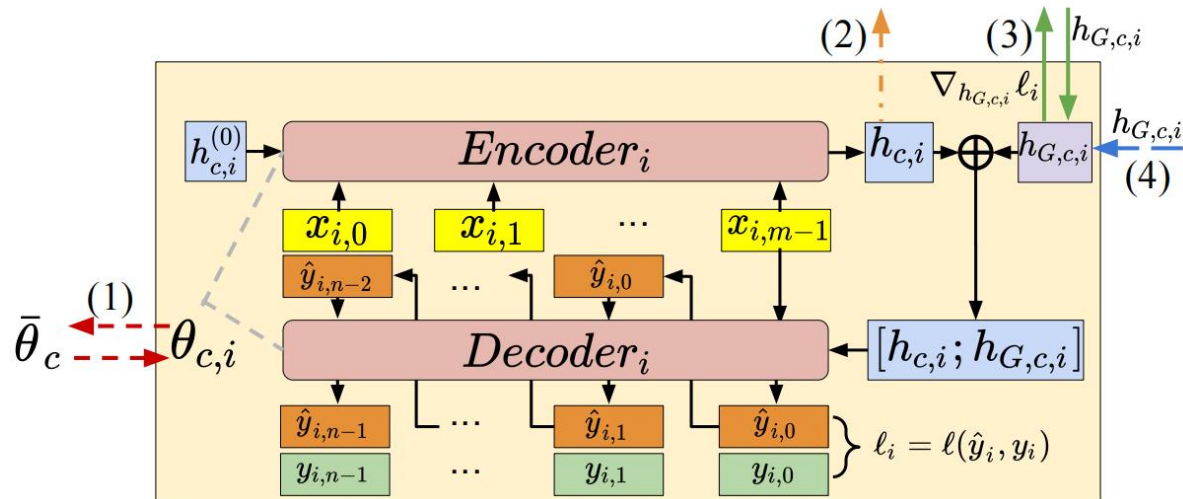 (2) (3) h_{G,c,i}
∇_{h_{G,c,i}} ℓ_i
h_{c,i}^{(0)} Encoder_i h_{c,i} ⊕ h_{G,c,i} h_{G,c,i}
(4)
x_{i,0} x_{i,1} ... x_{i,m-1}
ŷ_{i,n-2} ... ŷ_{i,0}
(1)
θ̄_c θ_{c,i} Decoder_i [h_{c,i}; h_{G,c,i}]
ŷ_{i,n-1} ... ŷ_{i,1} ŷ_{i,0}
ℓ_i = ℓ(ŷ_i, y_i)
y_{i,n-1} ... y_{i,1} y_{i,0}